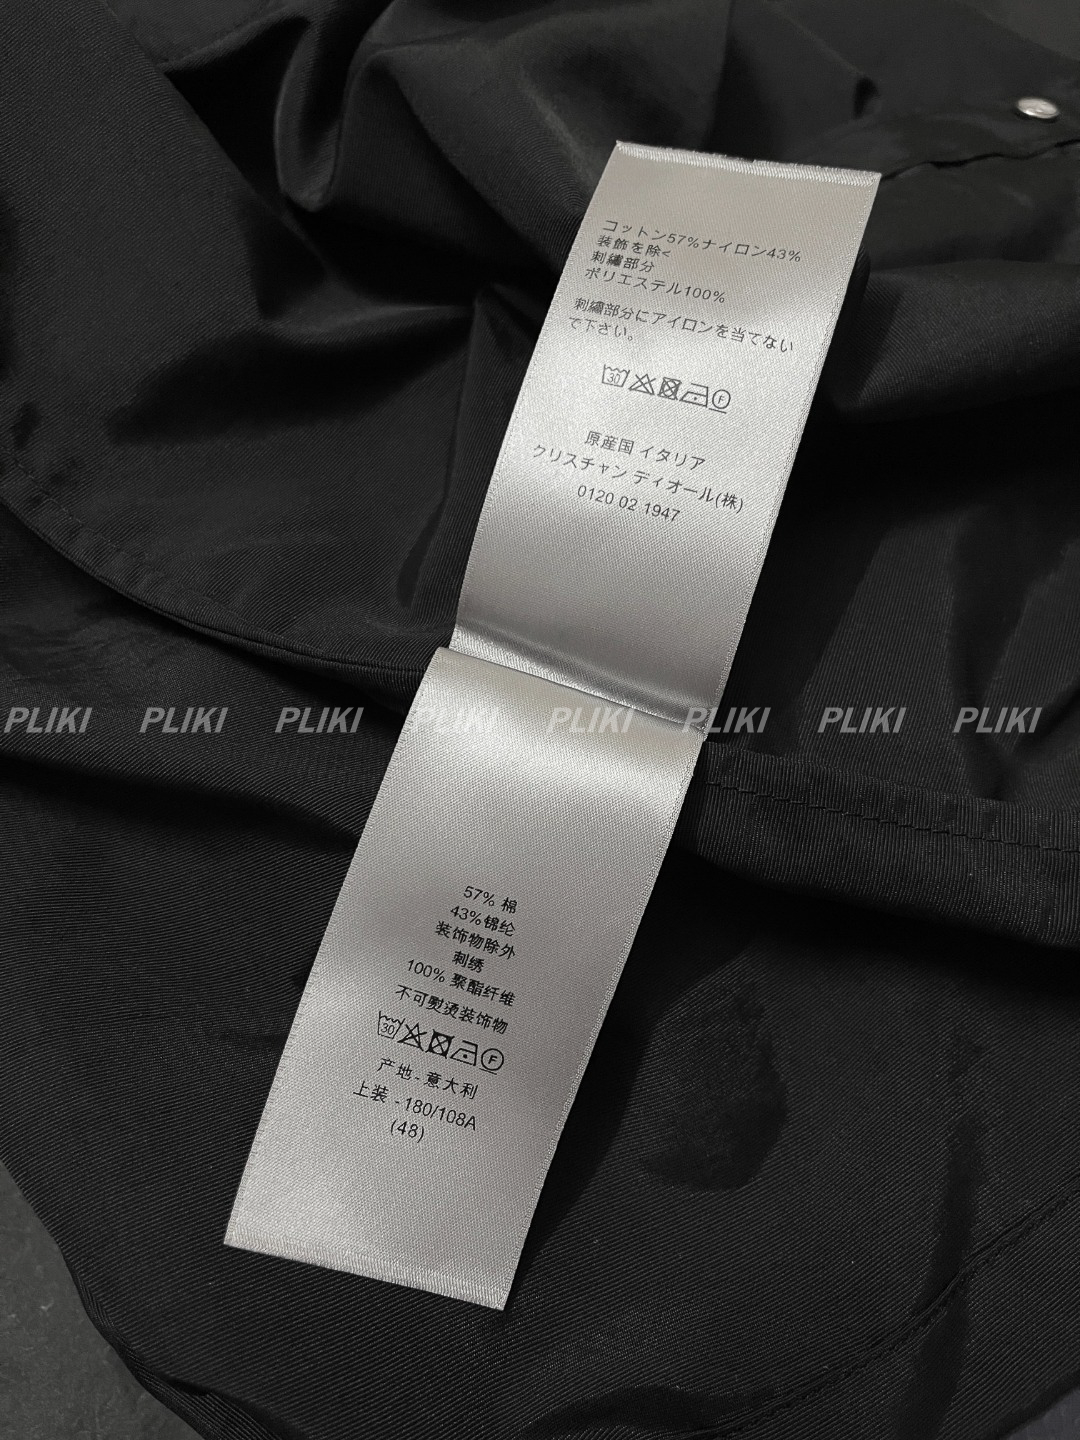 コットン57%ナイロン43%
装飾を除く
刺繍部分
ポリエステル100%
刺繍部分にアイロンを当てない
で下さい。
30
F
原産国 イタリア
クリスチャン ディオール(株)
0120 02 1947
PLIKI PLIKI PLIKI PLIKI PLIKI PLIKI PLIKI PLIKI
57% 棉
43%锦纶
装饰物除外
刺绣
100% 聚酯纤维
不可熨烫装饰物
30
F
产地-意大利
上装 -180/108A
(48)